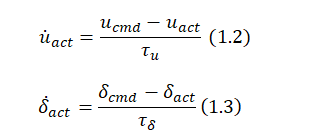 u̇_act = (u_cmd − u_act) / τ_u (1.2)
δ̇_act = (δ_cmd − δ_act) / τ_δ (1.3)